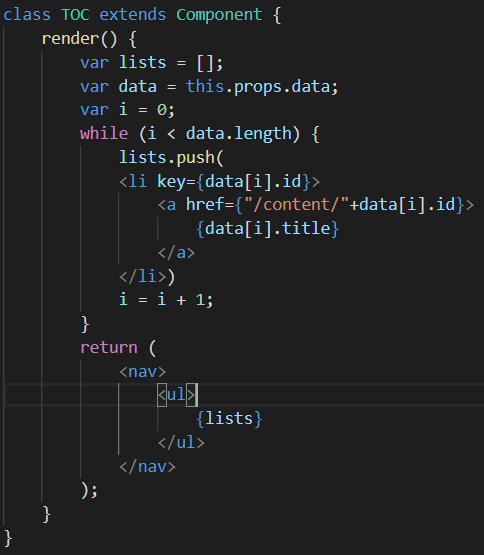 class TOC extends Component {
    render() {
        var lists = [];
        var data = this.props.data;
        var i = 0;
        while (i < data.length) {
            lists.push(
            <li key={data[i].id}>
                <a href={"/content/"+data[i].id}>
                    {data[i].title}
                </a>
            </li>)
            i = i + 1;
        }
        return (
            <nav>
                <ul>
                    {lists}
                </ul>
            </nav>
        );
    }
}